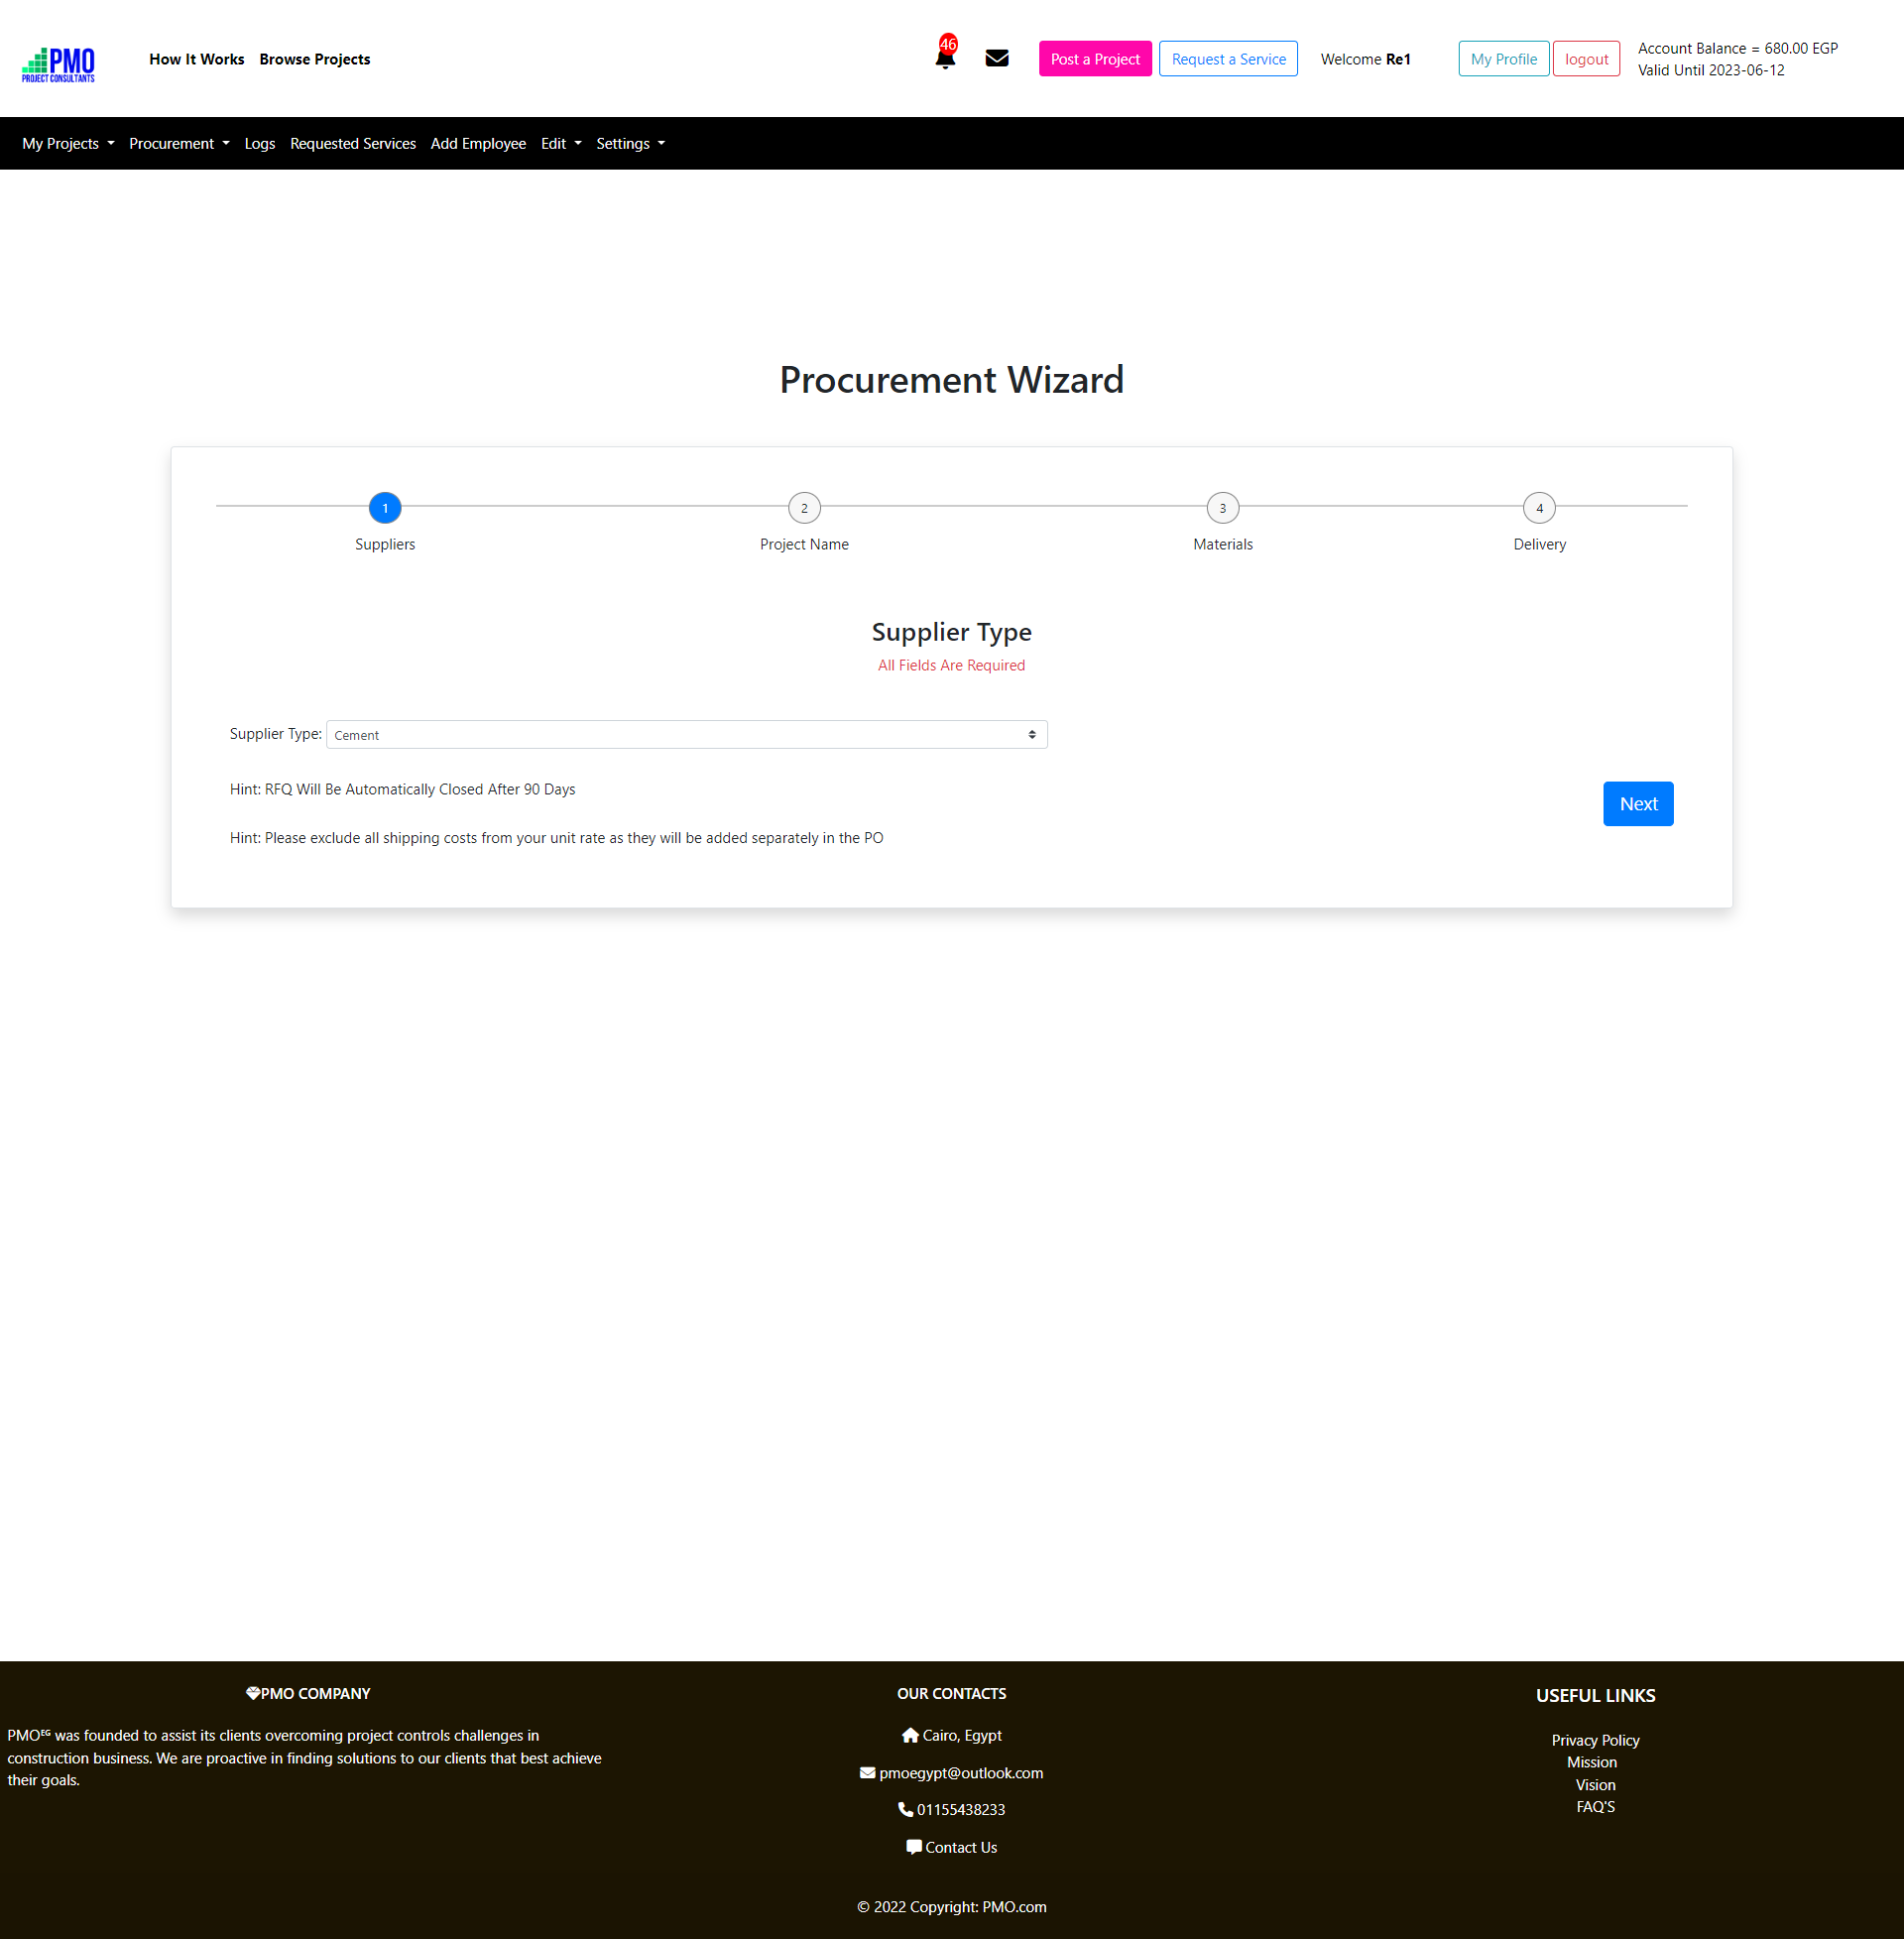 PMO
PROJECT CONSULTANTS
How It Works Browse Projects
46
Post a Project Request a Service Welcome Re1 My Profile logout
Account Balance = 680.00 EGP
Valid Until 2023-06-12
My Projects Procurement Logs Requested Services Add Employee Edit Settings
Procurement Wizard
1 2 3 4
Suppliers Project Name Materials Delivery
Supplier Type
All Fields Are Required
Supplier Type: Cement
Hint: RFQ Will Be Automatically Closed After 90 Days
Next
Hint: Please exclude all shipping costs from your unit rate as they will be added separately in the PO
PMO COMPANY
PMOᴱᴳ was founded to assist its clients overcoming project controls challenges in
construction business. We are proactive in finding solutions to our clients that best achieve
their goals.
OUR CONTACTS
Cairo, Egypt
pmoegypt@outlook.com
01155438233
Contact Us
USEFUL LINKS
Privacy Policy
Mission
Vision
FAQ'S
© 2022 Copyright: PMO.com